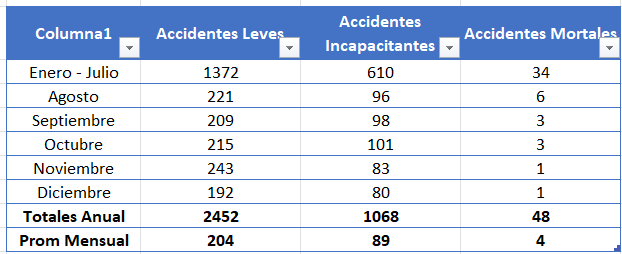 Columna1 Accidentes Leves Accidentes Incapacitantes Accidentes Mortales
Enero - Julio 1372 610 34
Agosto 221 96 6
Septiembre 209 98 3
Octubre 215 101 3
Noviembre 243 83 1
Diciembre 192 80 1
Totales Anual 2452 1068 48
Prom Mensual 204 89 4